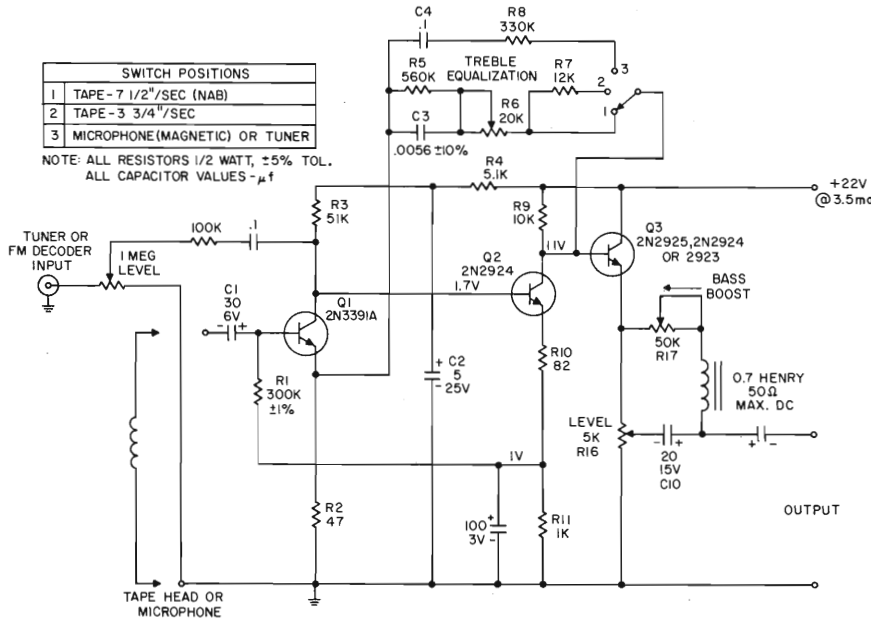 C4
.1
R8
330K
SWITCH POSITIONS
1 TAPE-7 1/2"/SEC (NAB)
2 TAPE-3 3/4"/SEC
3 MICROPHONE(MAGNETIC) OR TUNER
NOTE: ALL RESISTORS 1/2 WATT, ±5% TOL.
ALL CAPACITOR VALUES-μf
R5
560K
TREBLE
EQUALIZATION
R7
12K
3
2
1
R6
20K
C3
.0056 ±10%
R4
5.1K
+22V
@3.5ma
R3
51K
R9
10K
11V
Q3
2N2925,2N2924
OR 2923
100K
.1
TUNER OR
FM DECODER
INPUT
1 MEG
LEVEL
Q2
2N2924
1.7V
BASS
BOOST
C1
30
6V
- +
Q1
2N3391A
50K
R17
R1
300K
±1%
+
C2
5
-
25V
R10
82
0.7 HENRY
50Ω
MAX. DC
LEVEL
5K
R16
- +
20
15V
C10
+ -
1V
R2
47
100
3V
+
-
R11
1K
OUTPUT
TAPE HEAD OR
MICROPHONE